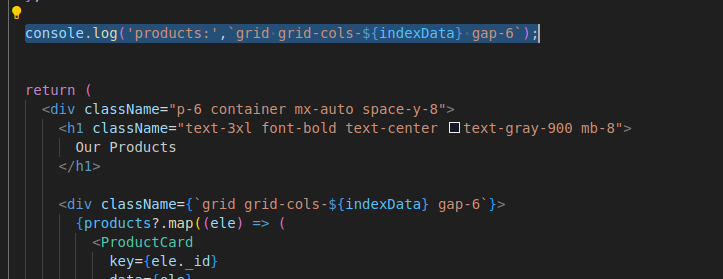 console.log('products:',`grid grid-cols-${indexData} gap-6`);
return (
<div className="p-6 container mx-auto space-y-8">
<h1 className="text-3xl font-bold text-center text-gray-900 mb-8">
Our Products
</h1>
<div className={`grid grid-cols-${indexData} gap-6`}>
{products?.map((ele) => (
<ProductCard
key={ele._id}
data={ele}